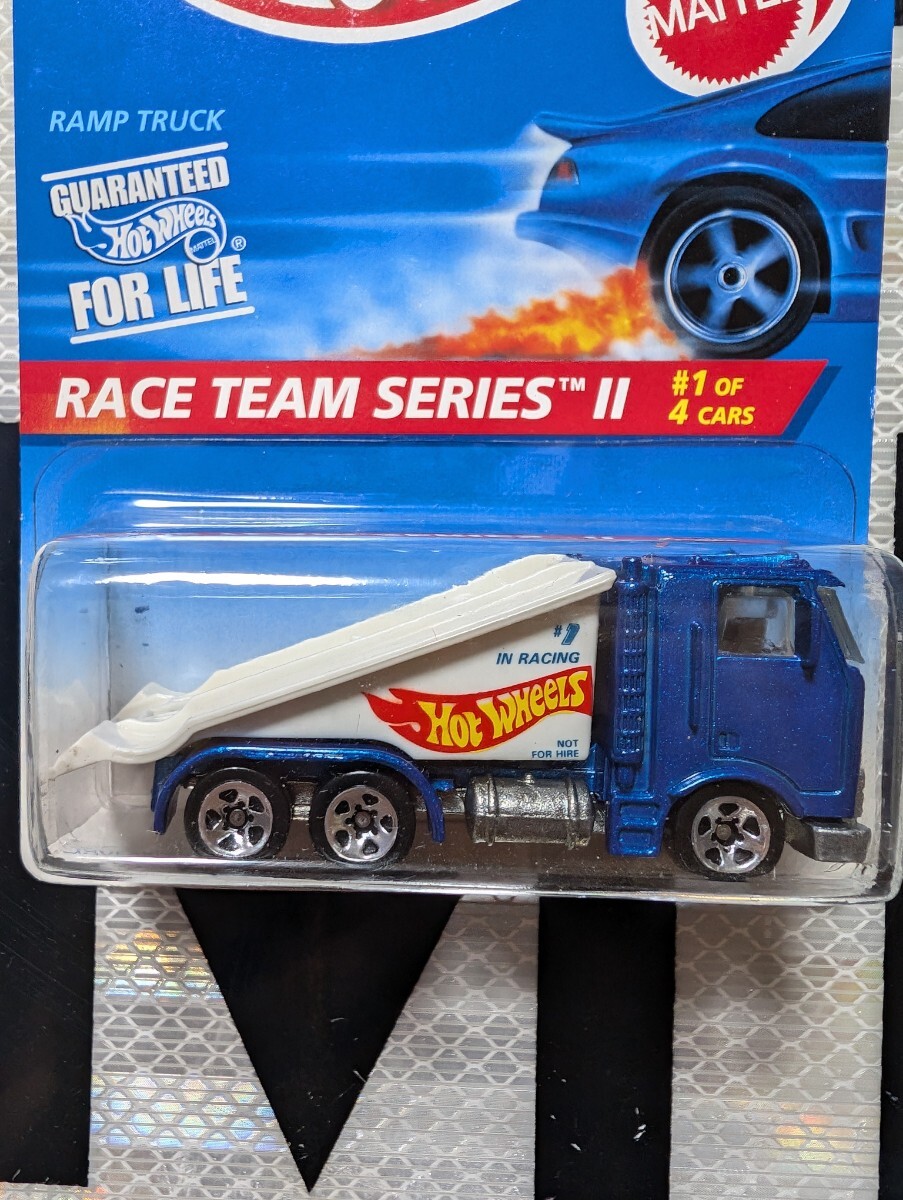 MATTEL
RAMP TRUCK
GUARANTEED
Hot Wheels
MATTEL
®
FOR LIFE
RACE TEAM SERIES™ II
#1 OF
4 CARS
#1
IN RACING
Hot Wheels
NOT
FOR HIRE